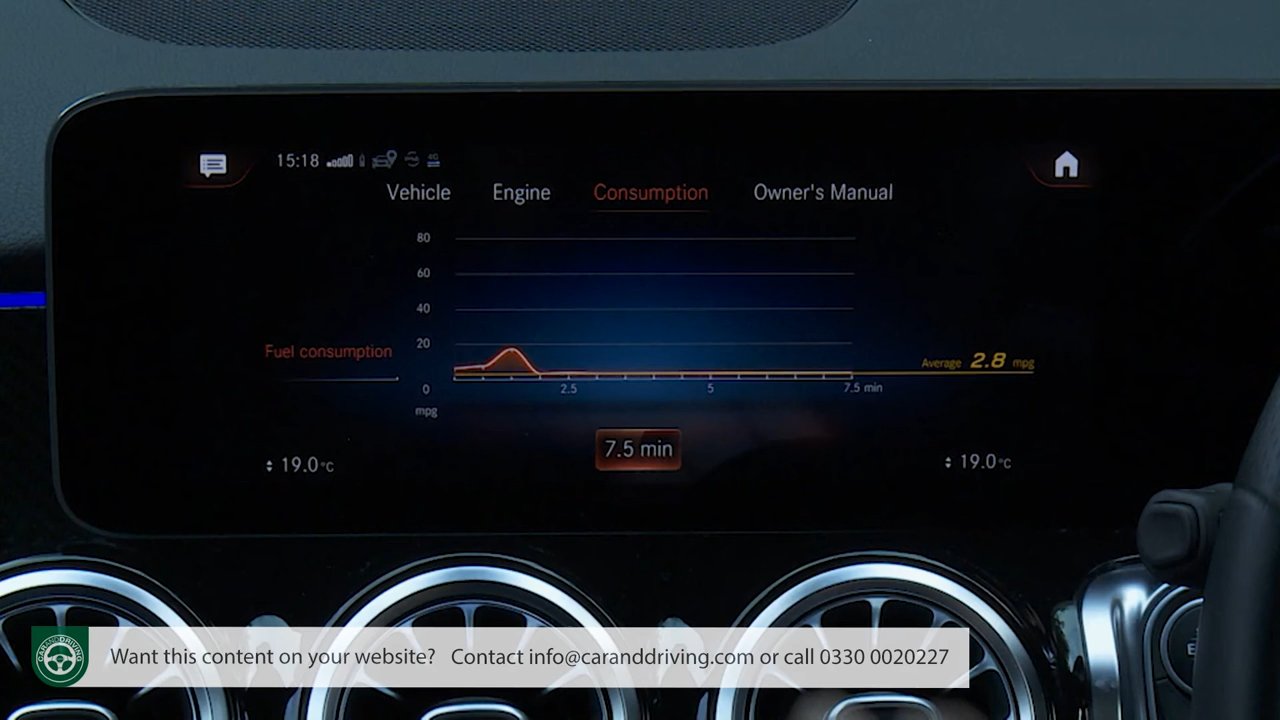 15:18
4G
Vehicle Engine Consumption Owner's Manual
80
60
40
20
0
mpg
Fuel consumption
2.5 5 7.5 min
Average 2.8 mpg
7.5 min
19.0°C
19.0°C
CARANDDRIVING
Want this content on your website? Contact info@caranddriving.com or call 0330 0020227